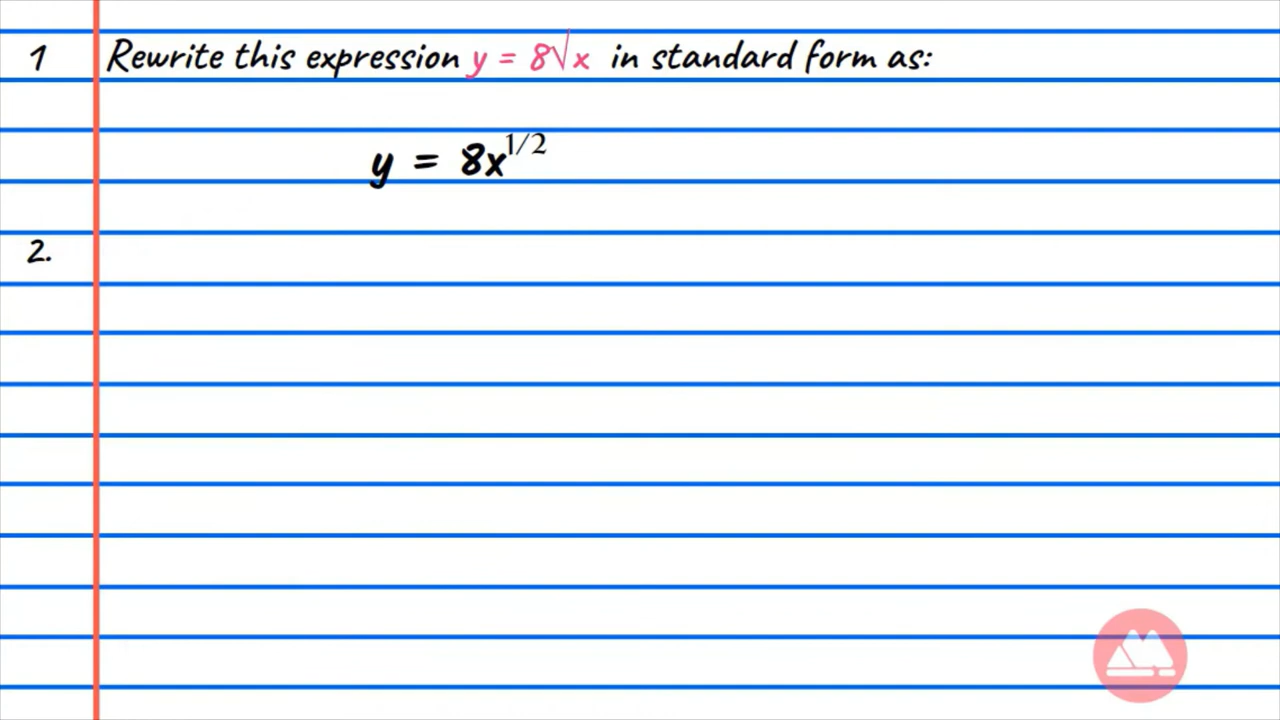 1 Rewrite this expression y = 8√x in standard form as:
y = 8x^{1/2}
2.